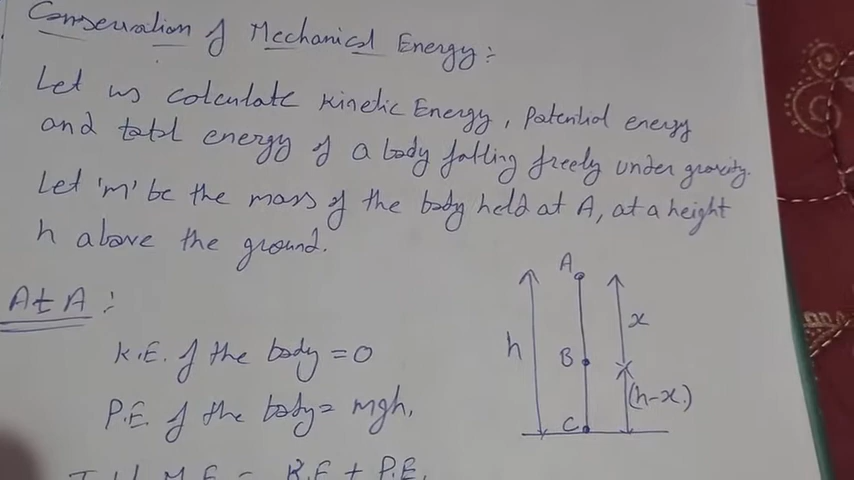 Conservation of Mechanical Energy:
Let us calculate Kinetic Energy, Potential energy
and total energy of a body falling freely under gravity.
Let 'm' be the mass of the body held at A, at a height
h above the ground.
At A:
K.E. of the body = 0
P.E. of the body = mgh,
Total M.E = K.E + P.E.
A
h
x
B
(h-x)
C